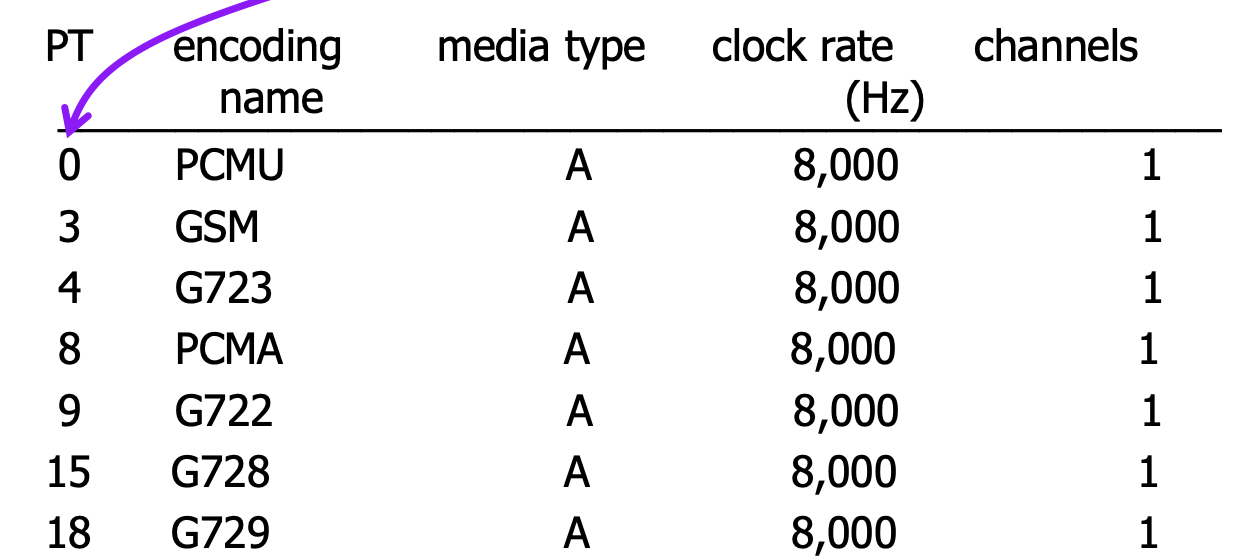 PT encoding media type clock rate channels
name (Hz)
0 PCMU A 8,000 1
3 GSM A 8,000 1
4 G723 A 8,000 1
8 PCMA A 8,000 1
9 G722 A 8,000 1
15 G728 A 8,000 1
18 G729 A 8,000 1